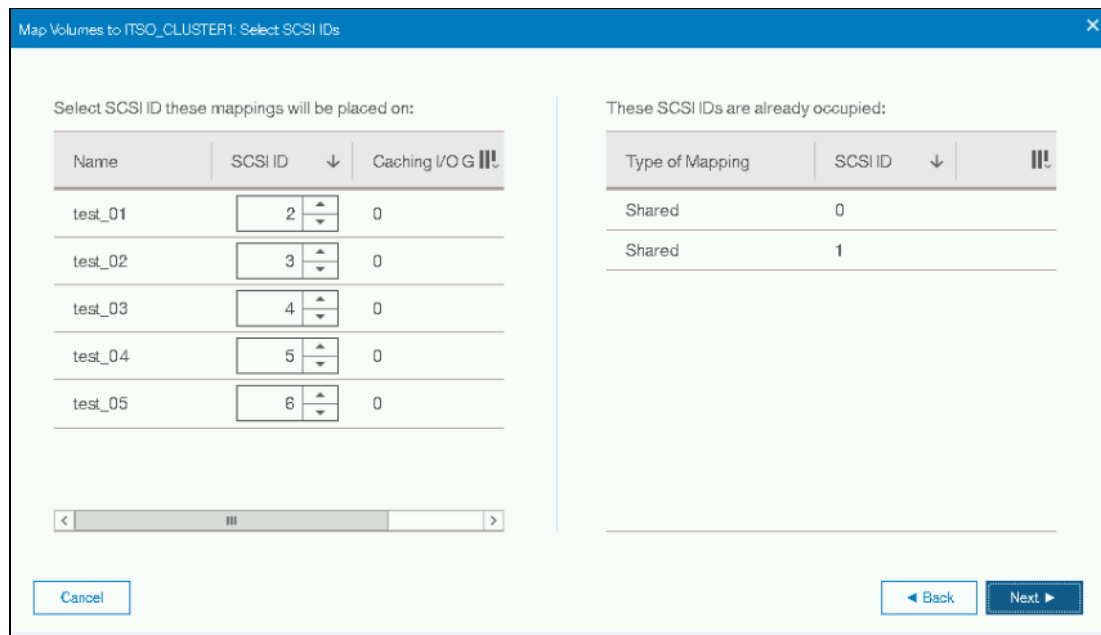 Map Volumes to ITSO_CLUSTER1: Select SCSI IDs
Select SCSI ID these mappings will be placed on:
Name SCSI ID Caching I/O G
test_01 2 0
test_02 3 0
test_03 4 0
test_04 5 0
test_05 6 0
These SCSI IDs are already occupied:
Type of Mapping SCSI ID
Shared 0
Shared 1
Cancel
Back
Next